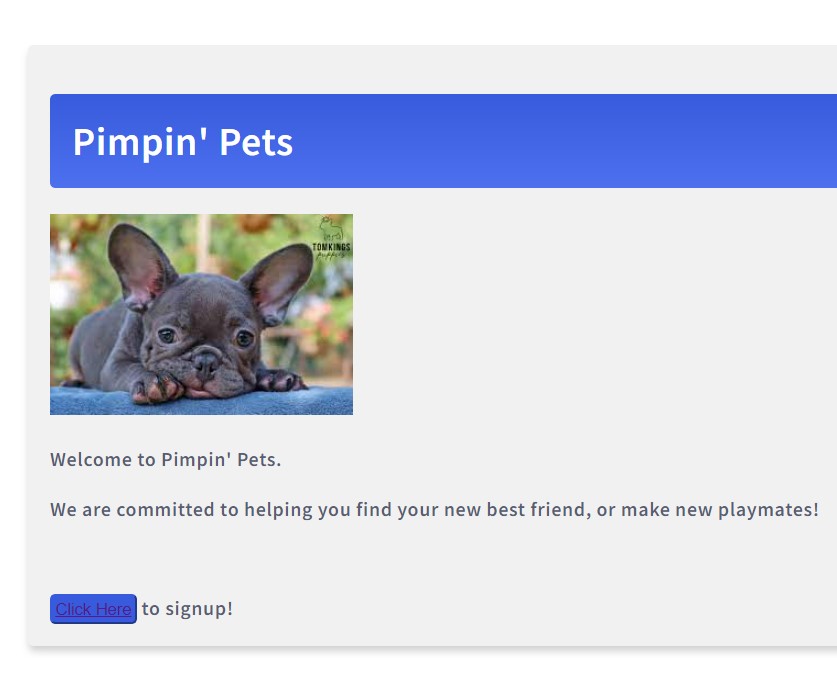 Pimpin' Pets
TOMKINGS
puppies
Welcome to Pimpin' Pets.
We are committed to helping you find your new best friend, or make new playmates!
Click Here to signup!